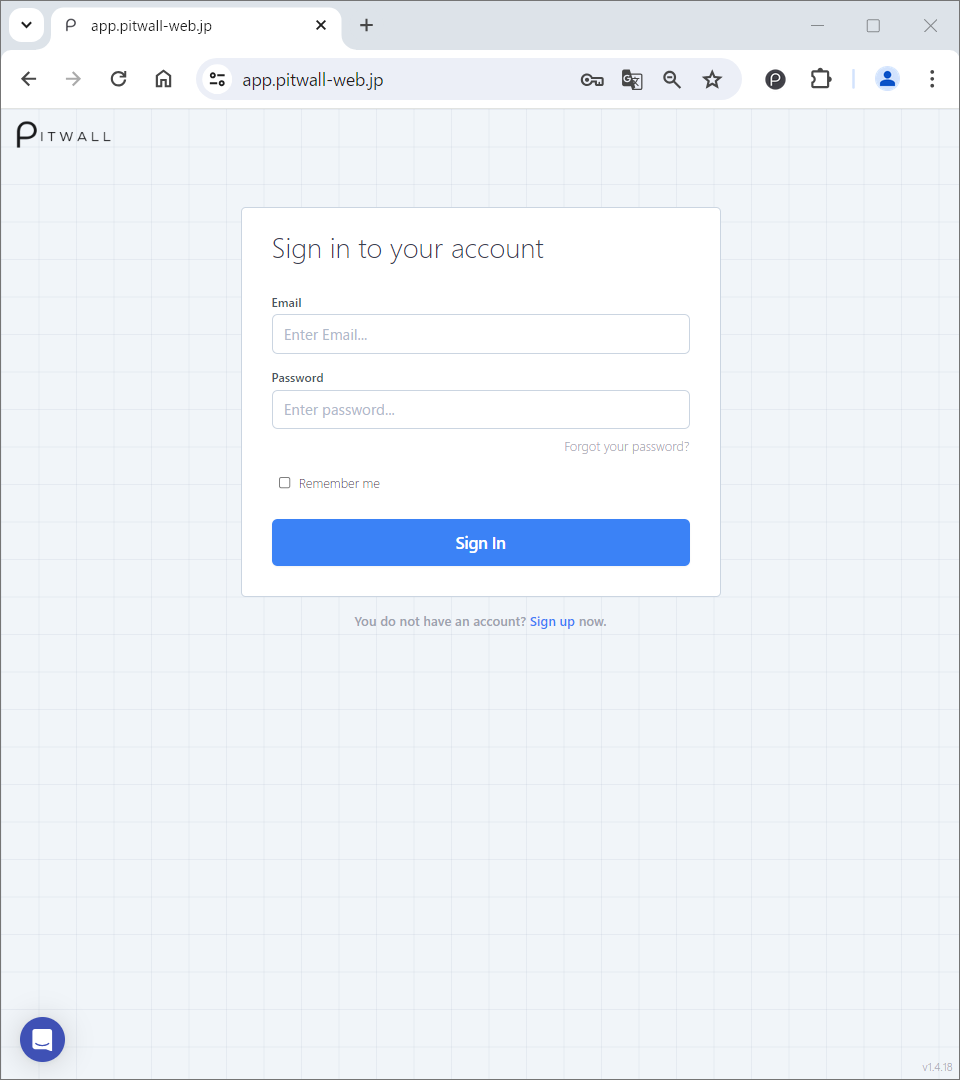 app.pitwall-web.jp
app.pitwall-web.jp
PITWALL
Sign in to your account
Email
Enter Email...
Password
Enter password...
Forgot your password?
Remember me
Sign In
You do not have an account? Sign up now.
v1.4.18